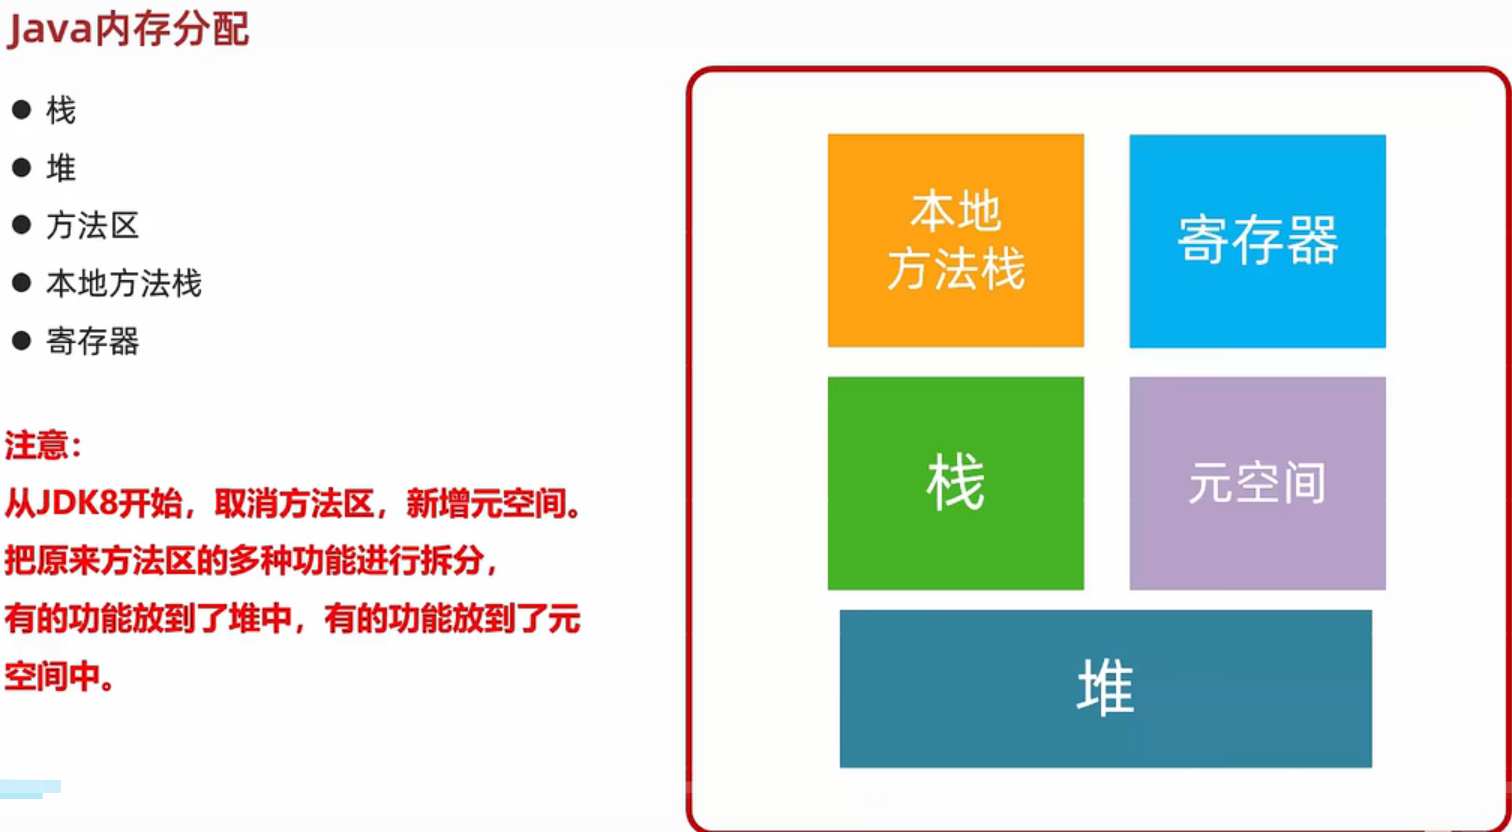 Java内存分配
栈
堆
方法区
本地方法栈
寄存器
注意：
从JDK8开始，取消方法区，新增元空间。
把原来方法区的多种功能进行拆分，
有的功能放到了堆中，有的功能放到了元
空间中。
本地
方法栈
寄存器
栈
元空间
堆